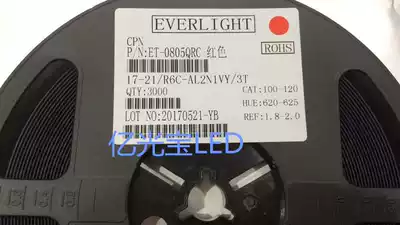 EVERLIGHT
CPN
P/N:ET-0805QRC 红色
ROHS
17-21/R6C-AL2N1VY/3T
QTY:3000
CAT:100-120
HUE:620-625
LOT NO:20170521-YB
REF:1.8-2.0
亿光宝LED